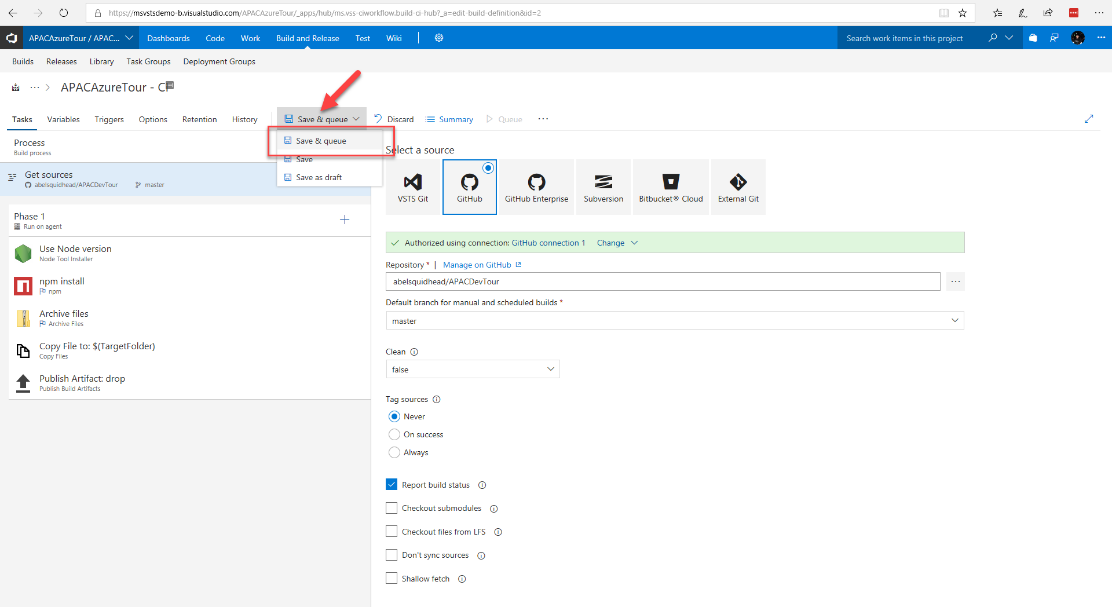 https://msvstsdemo-b.visualstudio.com/APACAzureTour/_apps/hub/ms.vss-ciworkflow.build-ci-hub?_a=edit-build-definition&id=2
APACAzureTour / APAC... Dashboards Code Work Build and Release Test Wiki Search work items in this project
Builds Releases Library Task Groups Deployment Groups
... > APACAzureTour - CI
Tasks Variables Triggers Options Retention History Save & queue Discard Summary Queue ...
Save & queue
Save
Save as draft
Process
Build process
Get sources
abelsquidhead/APACDevTour master
Phase 1
Run on agent
Use Node version
Node Tool Installer
npm install
npm
Archive files
Archive Files
Copy File to: $(TargetFolder)
Copy Files
Publish Artifact: drop
Publish Build Artifacts
Select a source
VSTS Git GitHub GitHub Enterprise Subversion Bitbucket® Cloud External Git
Authorized using connection: GitHub connection 1 Change
Repository * | Manage on GitHub
abelsquidhead/APACDevTour ...
Default branch for manual and scheduled builds *
master
Clean
false
Tag sources
Never
On success
Always
Report build status
Checkout submodules
Checkout files from LFS
Don't sync sources
Shallow fetch